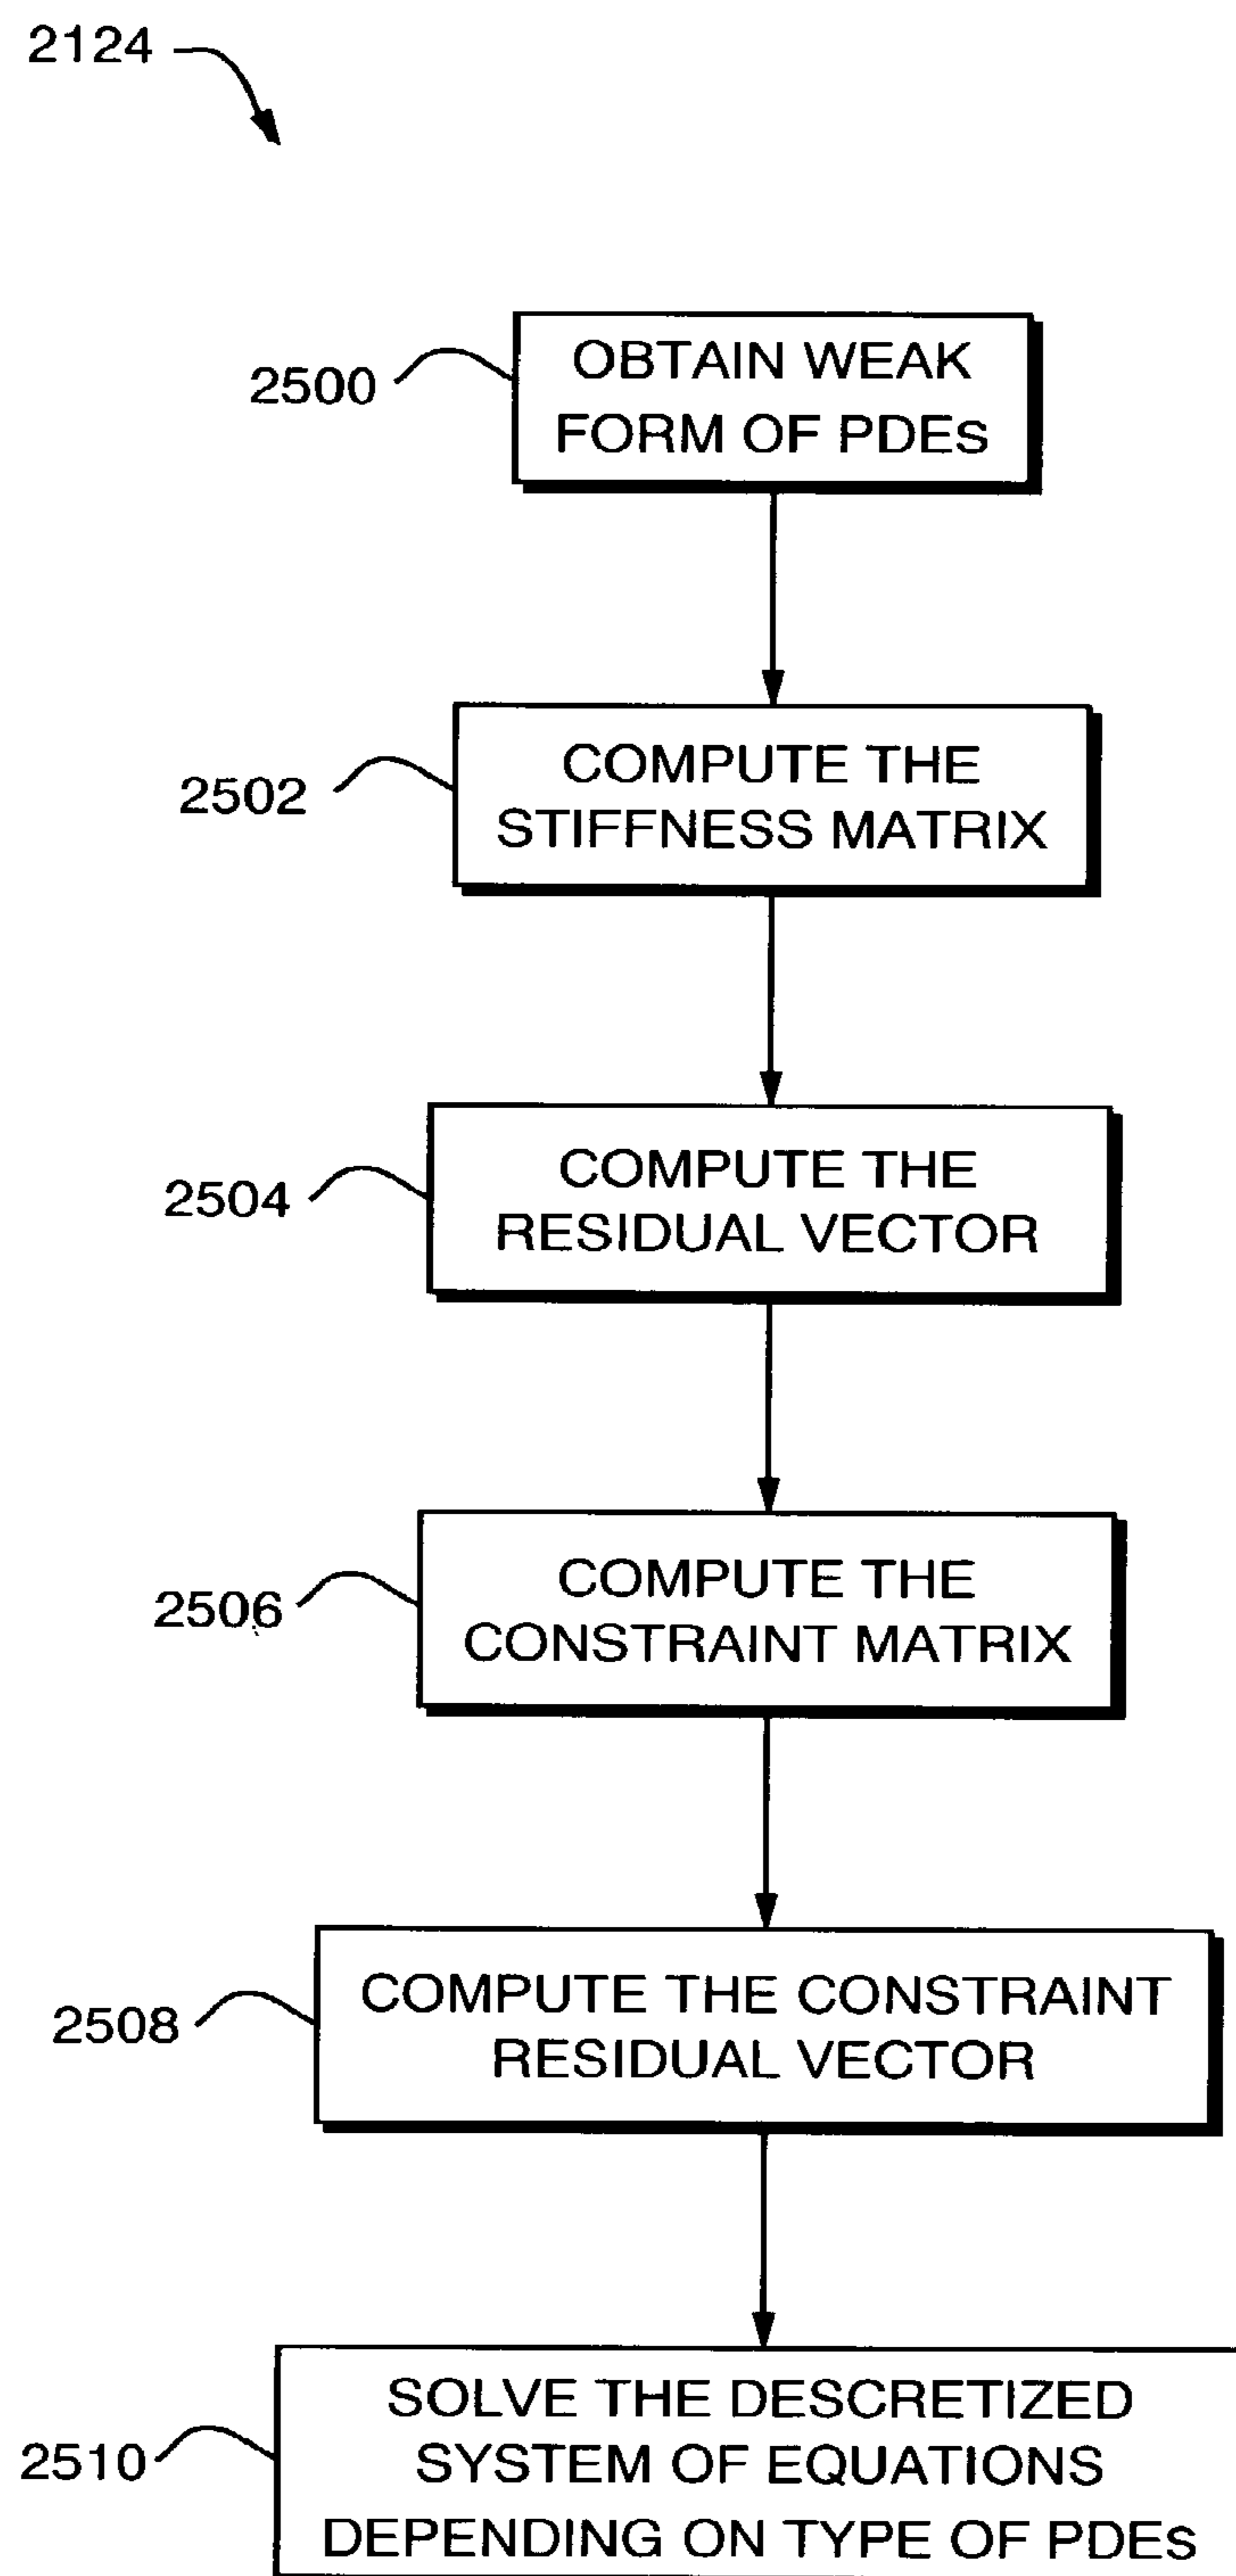 2124
2500
OBTAIN WEAK
FORM OF PDEs
2502
COMPUTE THE
STIFFNESS MATRIX
2504
COMPUTE THE
RESIDUAL VECTOR
2506
COMPUTE THE
CONSTRAINT MATRIX
2508
COMPUTE THE CONSTRAINT
RESIDUAL VECTOR
2510
SOLVE THE DESCRETIZED
SYSTEM OF EQUATIONS
DEPENDING ON TYPE OF PDEs